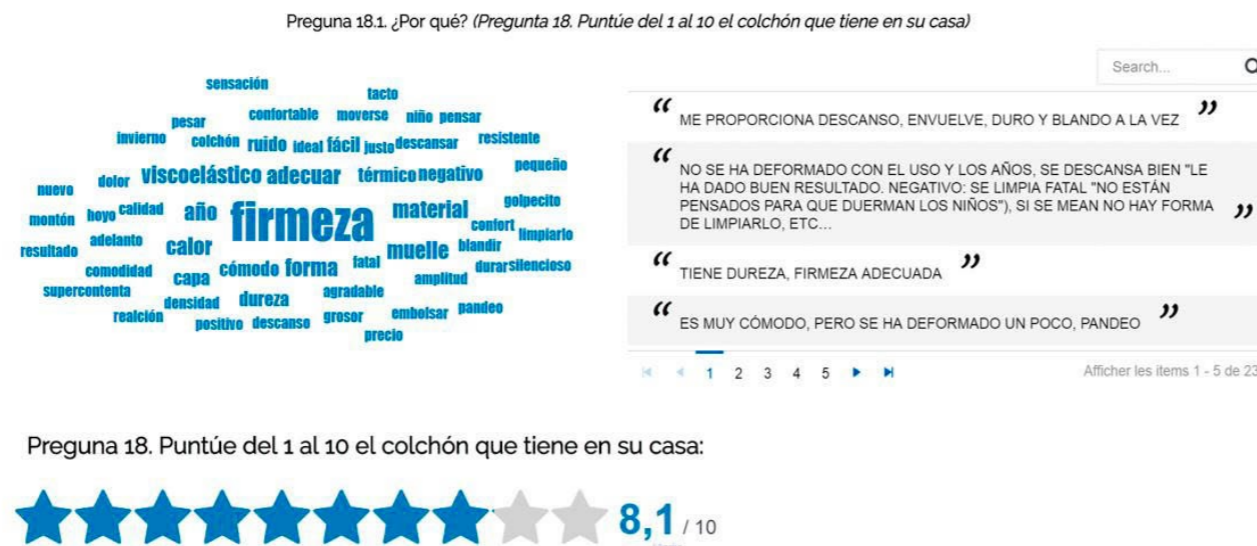 Preguna 18.1. ¿Por qué? (Pregunta 18. Puntúe del 1 al 10 el colchón que tiene en su casa)
sensación
tacto
confortable moverse niño pensar
pesar
invierno colchón ruido ideal fácil justo descansar resistente
nuevo dolor viscoelástico adecuar térmico negativo pequeño
montón hoyo calidad año firmeza material golpecito
confort limpiarlo
resultado adelanto calor muelle blandir
comodidad capa cómodo forma fatal amplitud durar silencioso
supercontenta densidad dureza agradable
realción positivo descanso grosor embolsar pandeo
precio
Search...
“ ME PROPORCIONA DESCANSO, ENVUELVE, DURO Y BLANDO A LA VEZ ”
“ NO SE HA DEFORMADO CON EL USO Y LOS AÑOS, SE DESCANSA BIEN "LE
HA DADO BUEN RESULTADO. NEGATIVO: SE LIMPIA FATAL "NO ESTÁN
PENSADOS PARA QUE DUERMAN LOS NIÑOS"), SI SE MEAN NO HAY FORMA
DE LIMPIARLO, ETC... ”
“ TIENE DUREZA, FIRMEZA ADECUADA ”
“ ES MUY CÓMODO, PERO SE HA DEFORMADO UN POCO, PANDEO ”
1 2 3 4 5 Afficher les items 1 - 5 de 23
Preguna 18. Puntúe del 1 al 10 el colchón que tiene en su casa:
8,1 / 10